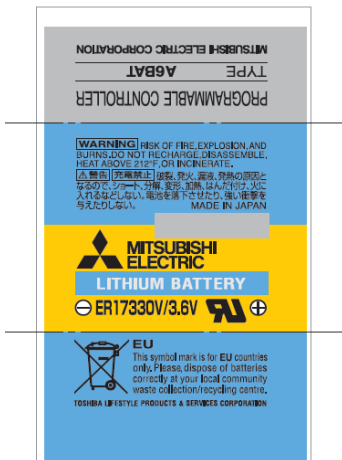 MITSUBISHI ELECTRIC CORPORATION
TYPE A6BAT
PROGRAMMABLE CONTROLLER
WARNING RISK OF FIRE,EXPLOSION,AND
BURNS.DO NOT RECHARGE,DISASSEMBLE,
HEAT ABOVE 212°F,OR INCINERATE.
⚠警告 充電禁止 破裂、発火、漏液、発熱の原因と
なるので、ショート、分解、変形、加熱、はんだ付け、火に
入れるなどしない。電池を落下させたり、強い衝撃を
与えたりしない。 MADE IN JAPAN
MITSUBISHI
ELECTRIC
LITHIUM BATTERY
⊖ ER17330V/3.6V RU ⊕
EU
This symbol mark is for EU countries
only. Please, dispose of batteries
correctly at your local community
waste collection/recycling centre.
TOSHIBA LIFESTYLE PRODUCTS & SERVICES CORPORATION